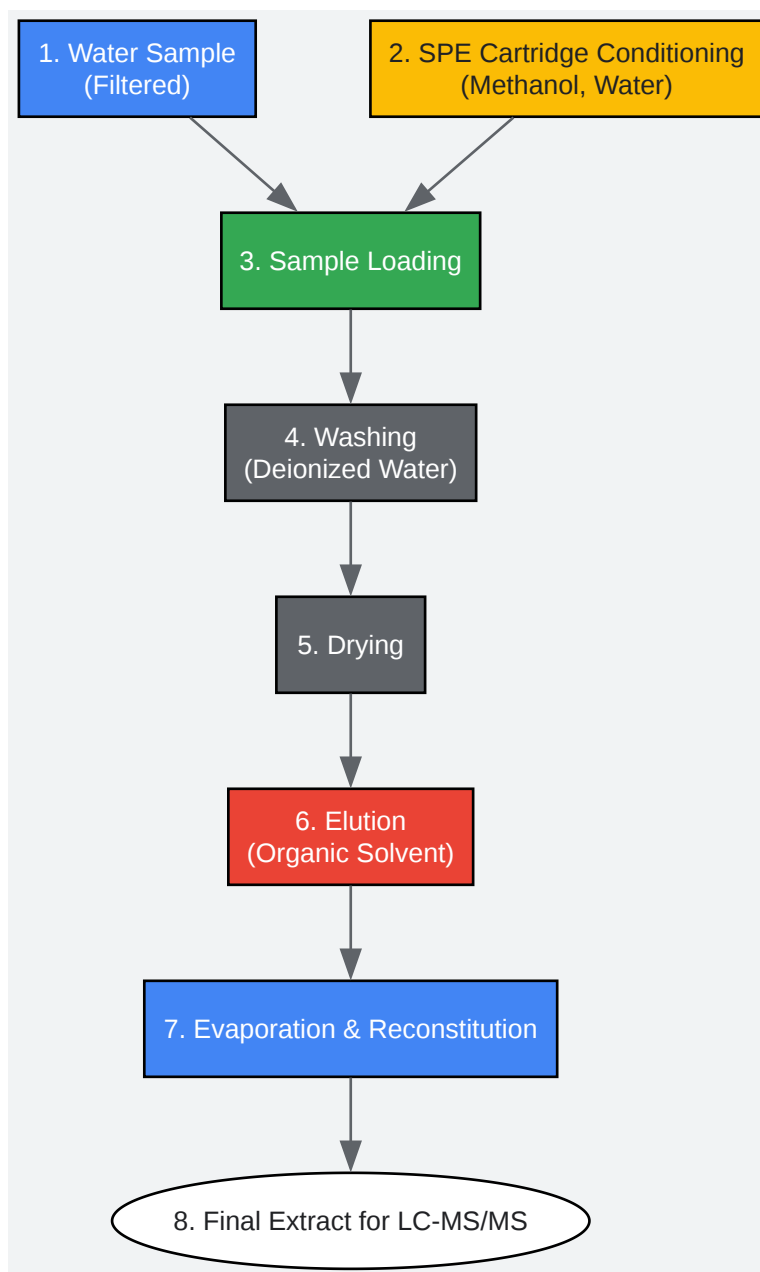 1. Water Sample
(Filtered)
2. SPE Cartridge Conditioning
(Methanol, Water)
3. Sample Loading
4. Washing
(Deionized Water)
5. Drying
6. Elution
(Organic Solvent)
7. Evaporation & Reconstitution
8. Final Extract for LC-MS/MS